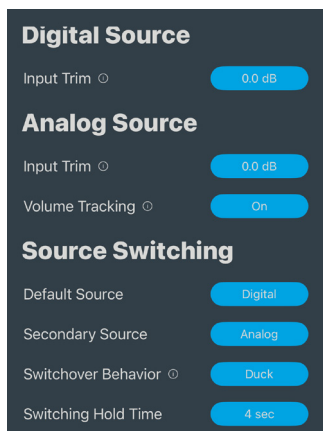 Digital Source
Input Trim ⓘ 0.0 dB
Analog Source
Input Trim ⓘ 0.0 dB
Volume Tracking ⓘ On
Source Switching
Default Source Digital
Secondary Source Analog
Switchover Behavior ⓘ Duck
Switching Hold Time 4 sec